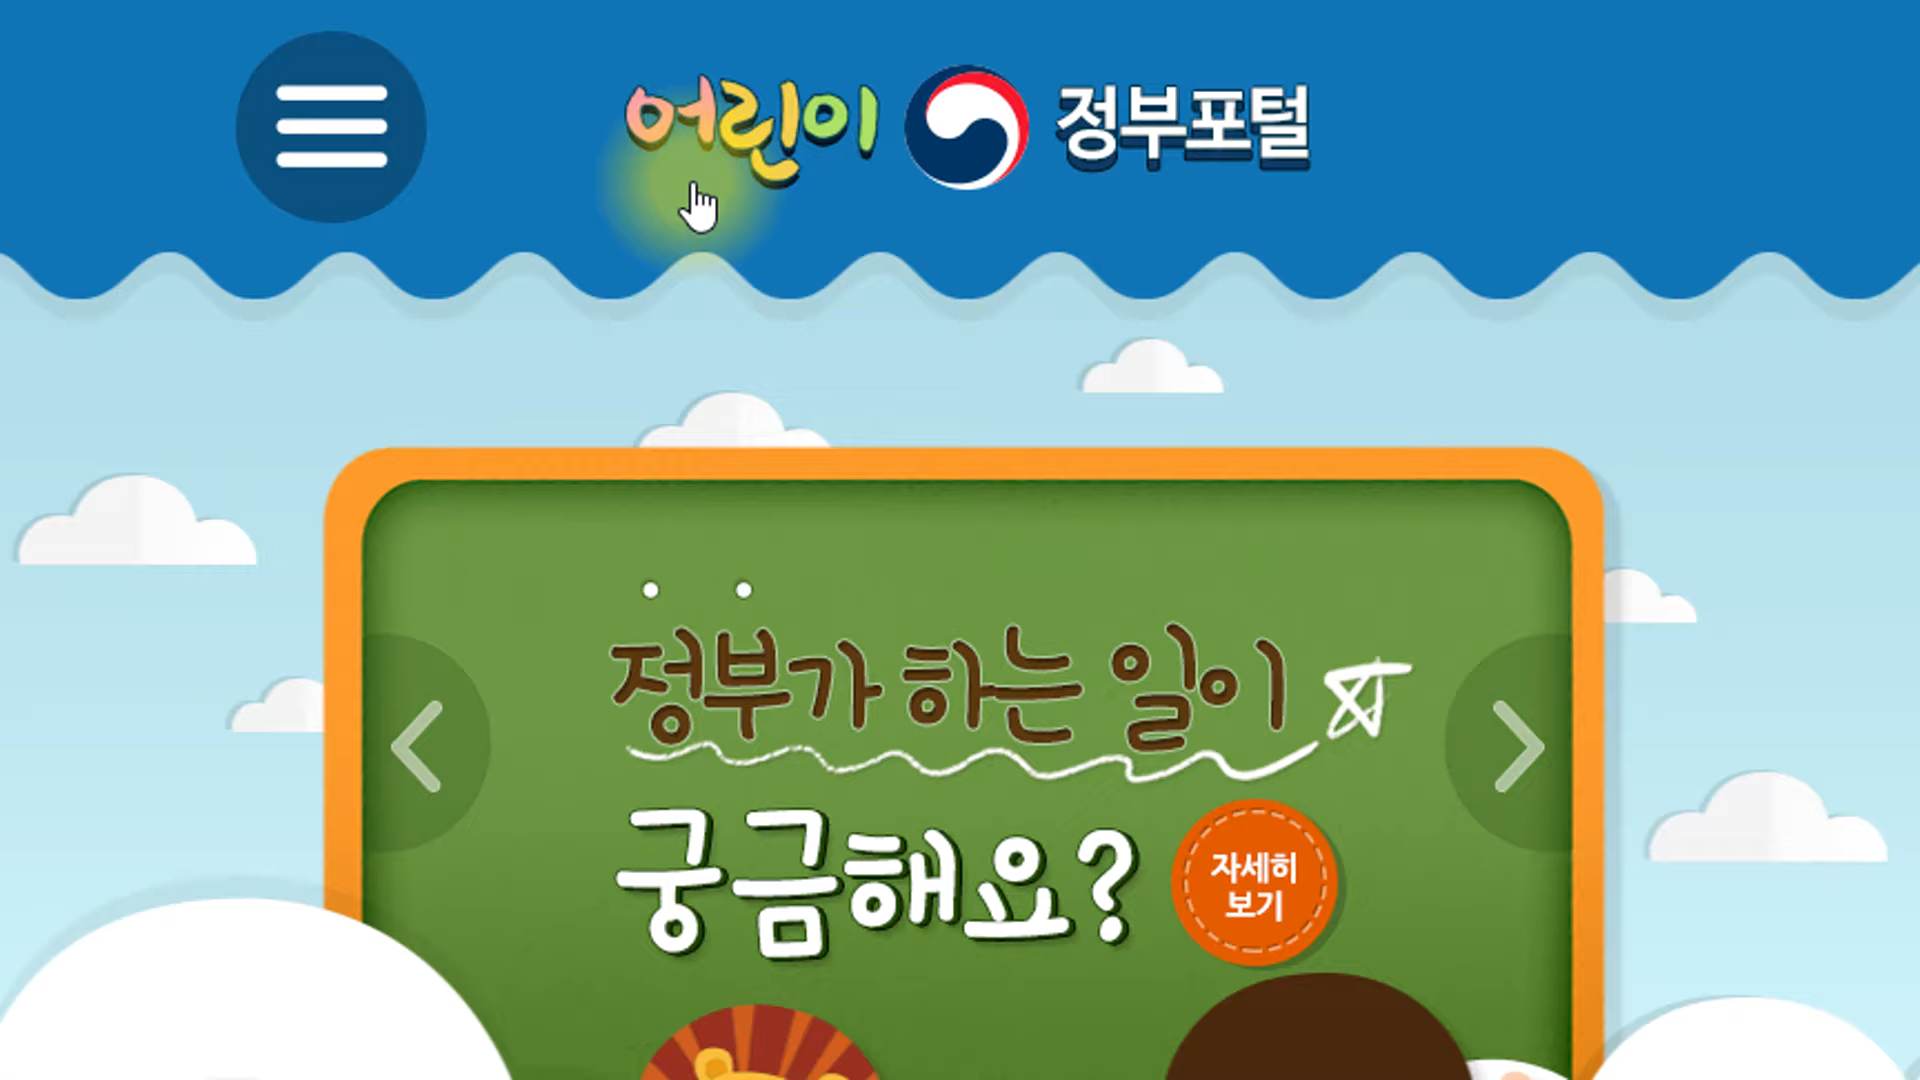 어린이 정부포털
정부가 하는 일이
궁금해요?
자세히
보기